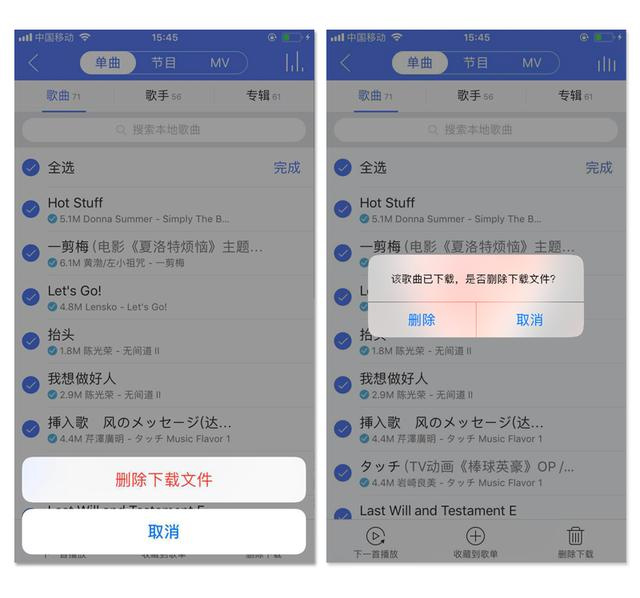 中国移动
15:45
单曲 节目 MV
歌曲 71 歌手 56 专辑 61
搜索本地歌曲
全选 完成
Hot Stuff
5.1M Donna Summer - Simply The B...
一剪梅 (电影《夏洛特烦恼》主题...
6.1M 黄渤/左小祖咒 - 一剪梅
Let's Go!
4.8M Lensko - Let's Go!
抬头
1.8M 陈光荣 - 无间道 II
我想做好人
2.9M 陈光荣 - 无间道 II
挿入歌 风のメッセージ(达...
4.4M 芹澤廣明 - タッチ Music Flavor 1
删除下载文件
Last Will and Testament E
取消
下一首播放 收藏到歌单 删除下载
中国移动
15:45
单曲 节目 MV
歌曲 71 歌手 56 专辑 61
搜索本地歌曲
全选 完成
Hot Stuff
5.1M Donna Summer - Simply The B...
一剪梅 (电影《夏洛特烦恼》主题...
该歌曲已下载，是否删除下载文件?
删除 取消
抬头
1.8M 陈光荣 - 无间道 II
我想做好人
2.9M 陈光荣 - 无间道 II
挿入歌 风のメッセージ(达...
4.4M 芹澤廣明 - タッチ Music Flavor 1
タッチ (TV动画《棒球英豪》OP /...
4.4M 岩崎良美 - タッチ Music Flavor 1
Last Will and Testament E
下一首播放 收藏到歌单 删除下载